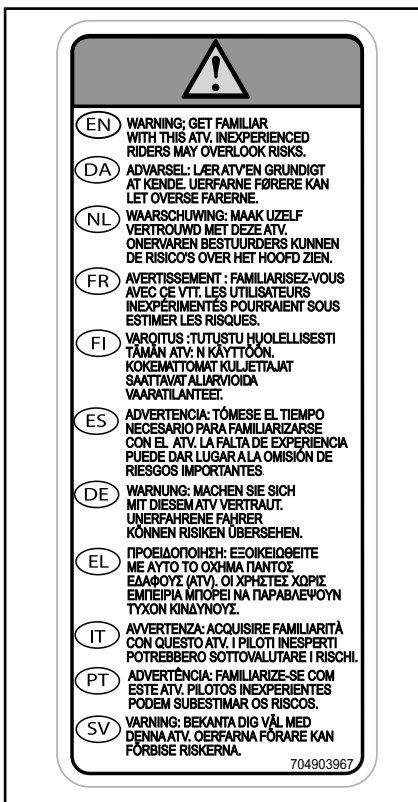 EN WARNING; GET FAMILIAR
WITH THIS ATV. INEXPERIENCED
RIDERS MAY OVERLOOK RISKS.
DA ADVARSEL: LÆR ATV'EN GRUNDIGT
AT KENDE. UERFARNE FØRERE KAN
LET OVERSE FARERNE.
NL WAARSCHUWING: MAAK UZELF
VERTROUWD MET DEZE ATV.
ONERVAREN BESTUURDERS KUNNEN
DE RISICO'S OVER HET HOOFD ZIEN.
FR AVERTISSEMENT : FAMILIARISEZ-VOUS
AVEC CE VTT. LES UTILISATEURS
INEXPÉRIMENTÉS POURRAIENT SOUS
ESTIMER LES RISQUES.
FI VAROITUS :TUTUSTU HUOLELLISESTI
TÄMÄN ATV: N KÄYTTÖÖN.
KOKEMATTOMAT KULJETTAJAT
SAATTAVAT ALIARVIOIDA
VAARATILANTEET.
ES ADVERTENCIA: TÓMESE EL TIEMPO
NECESARIO PARA FAMILIARIZARSE
CON EL ATV. LA FALTA DE EXPERIENCIA
PUEDE DAR LUGAR A LA OMISIÓN DE
RIESGOS IMPORTANTES.
DE WARNUNG: MACHEN SIE SICH
MIT DIESEM ATV VERTRAUT.
UNERFAHRENE FAHRER
KÖNNEN RISIKEN ÜBERSEHEN.
EL ΠΡΟΕΙΔΟΠΟΙΗΣΗ: ΕΞΟΙΚΕΙΩΘΕΙΤΕ
ΜΕ ΑΥΤΟ ΤΟ ΟΧΗΜΑ ΠΑΝΤΟΣ
ΕΔΑΦΟΥΣ (ATV). ΟΙ ΧΡΗΣΤΕΣ ΧΩΡΙΣ
ΕΜΠΕΙΡΙΑ ΜΠΟΡΕΙ ΝΑ ΠΑΡΑΒΛΕΨΟΥΝ
ΤΥΧΟΝ ΚΙΝΔΥΝΟΥΣ.
IT AVVERTENZA: ACQUISIRE FAMILIARITÀ
CON QUESTO ATV. I PILOTI INESPERTI
POTREBBERO SOTTOVALUTARE I RISCHI.
PT ADVERTÊNCIA: FAMILIARIZE-SE COM
ESTE ATV. PILOTOS INEXPERIENTES
PODEM SUBESTIMAR OS RISCOS.
SV VARNING: BEKANTA DIG VÄL MED
DENNA ATV. OERFARNA FÖRARE KAN
FÖRBISE RISKERNA.
704903967